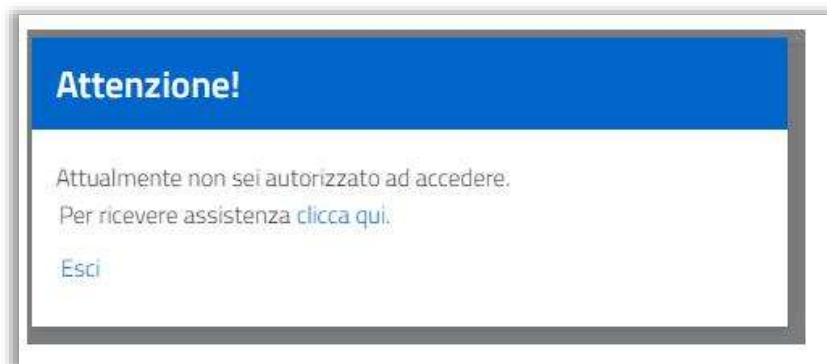 Attenzione!
Attualmente non sei autorizzato ad accedere.
Per ricevere assistenza clicca qui.
Esci